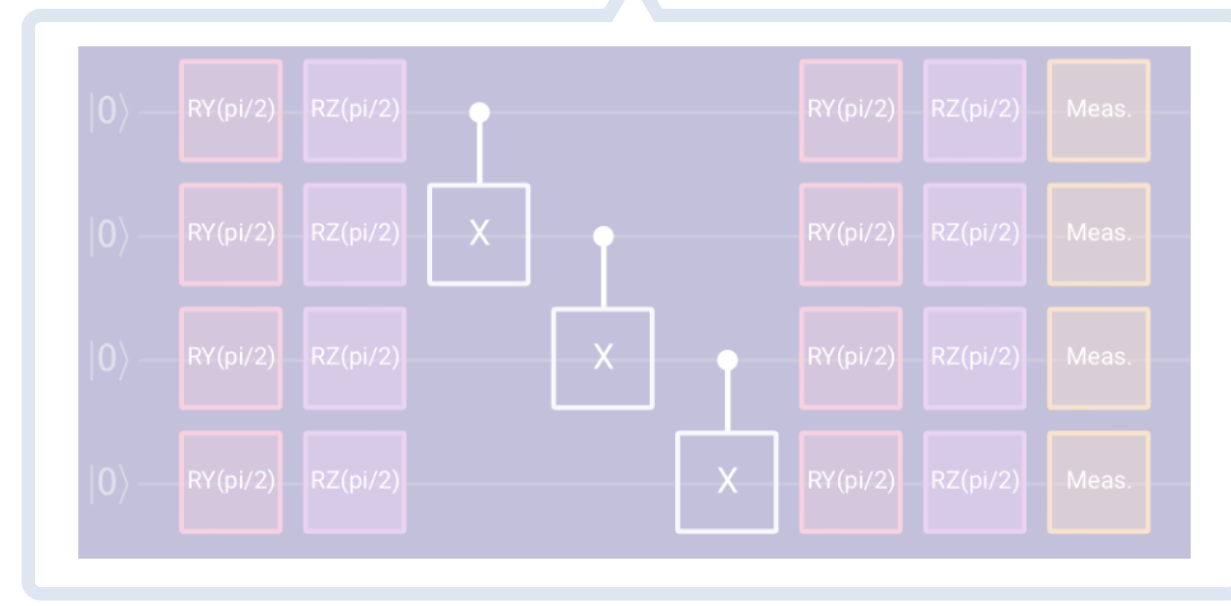 |0⟩ RY(pi/2) RZ(pi/2) RY(pi/2) RZ(pi/2) Meas.
|0⟩ RY(pi/2) RZ(pi/2) X RY(pi/2) RZ(pi/2) Meas.
|0⟩ RY(pi/2) RZ(pi/2) X RY(pi/2) RZ(pi/2) Meas.
|0⟩ RY(pi/2) RZ(pi/2) X RY(pi/2) RZ(pi/2) Meas.